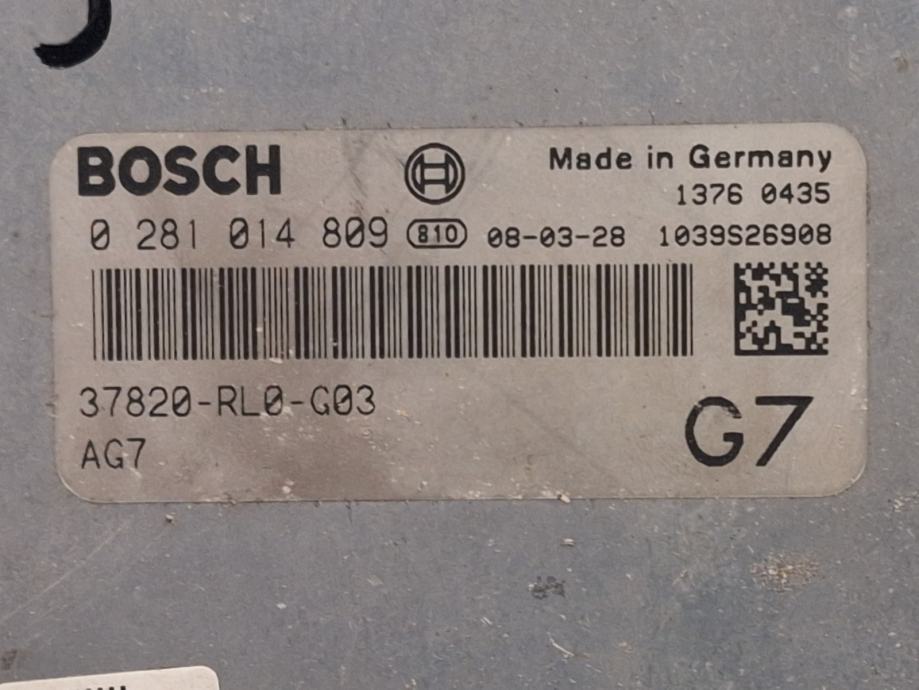 BOSCH
Made in Germany
1376 0435
0 281 014 809 810 08-03-28 1039S26908
37820-RL0-G03
AG7
G7